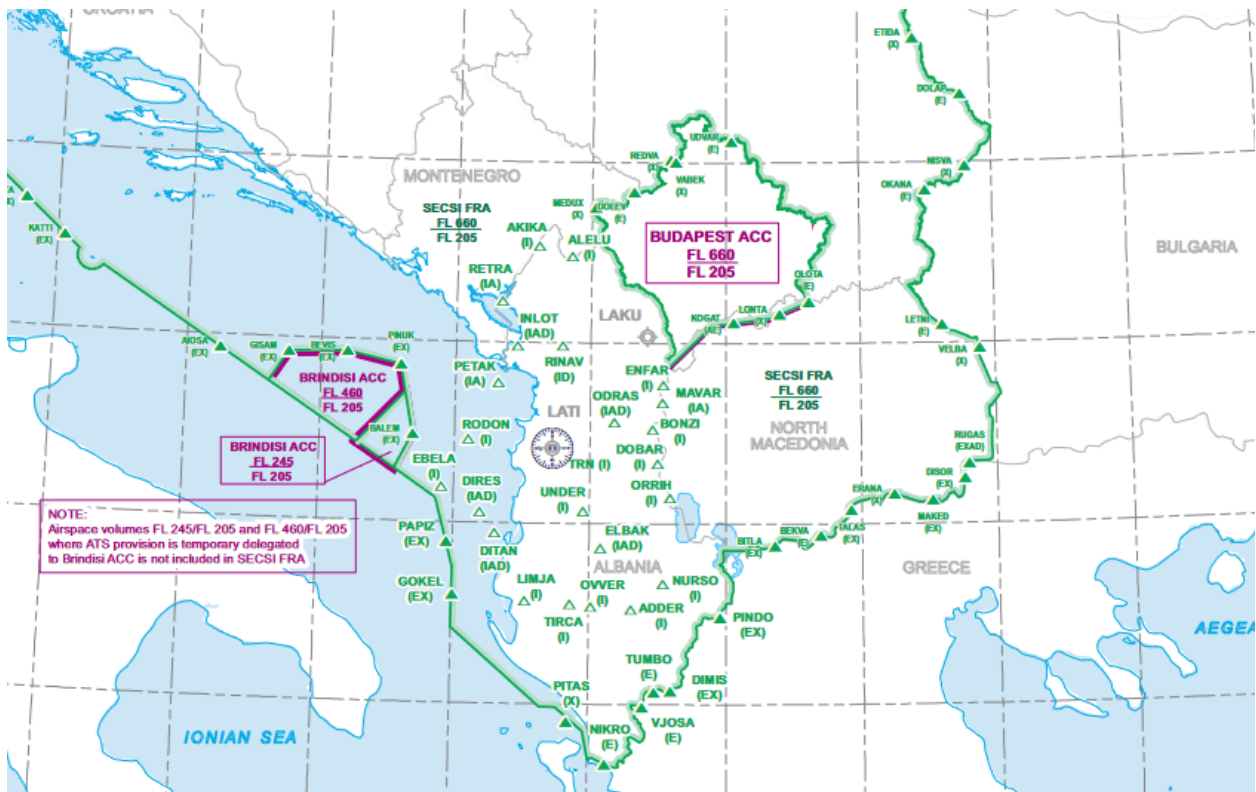 CROATIA
ETIDA
(X)
DOLAP
(E)
UDVAR
(E)
REDVA
(X)
VABEK
(X)
NISVA
(X)
OKANA
(E)
MONTENEGRO
MEDUX
(X)
DOLEV
(E)
SECSI FRA
FL 660
FL 205
KATTI
(EX)
AKIKA
(I)
ALELU
(I)
BUDAPEST ACC
FL 660
FL 205
BULGARIA
RETRA
(IA)
QLOTA
(E)
LONTA
(X)
KOGAT
(AE)
LAKU
INLOT
(IAD)
LETNI
(E)
VELBA
(X)
AIOSA
(EX)
GISAM
(EX)
BEVIS
(EX)
PINUK
(EX)
RINAV
(ID)
PETAK
(IA)
BRINDISI ACC
FL 460
FL 205
ENFAR
(I)
MAVAR
(IA)
SECSI FRA
FL 660
FL 205
ODRAS
(IAD)
LATI
NORTH
MACEDONIA
BALEM
(EX)
RODON
(I)
BONZI
(I)
RUGAS
(EXAD)
BRINDISI ACC
FL 245
FL 205
EBELA
(I)
TRN (I)
DOBAR
(I)
DISOR
(EX)
DIRES
(IAD)
UNDER
(I)
ORRIH
(I)
ERANA
(X)
MAKED
(EX)
NOTE:
Airspace volumes FL 245/FL 205 and FL 460/FL 205
where ATS provision is temporary delegated
to Brindisi ACC is not included in SECSI FRA
PAPIZ
(EX)
TALAS
(EX)
BEKVA
(E)
BITLA
(EX)
ELBAK
(IAD)
DITAN
(IAD)
ALBANIA
GREECE
GOKEL
(EX)
LIMJA
(I)
OVVER
(I)
NURSO
(I)
TIRCA
(I)
ADDER
(I)
PINDO
(EX)
AEGEA
TUMBO
(E)
DIMIS
(EX)
PITAS
(X)
VJOSA
(E)
NIKRO
(E)
IONIAN SEA